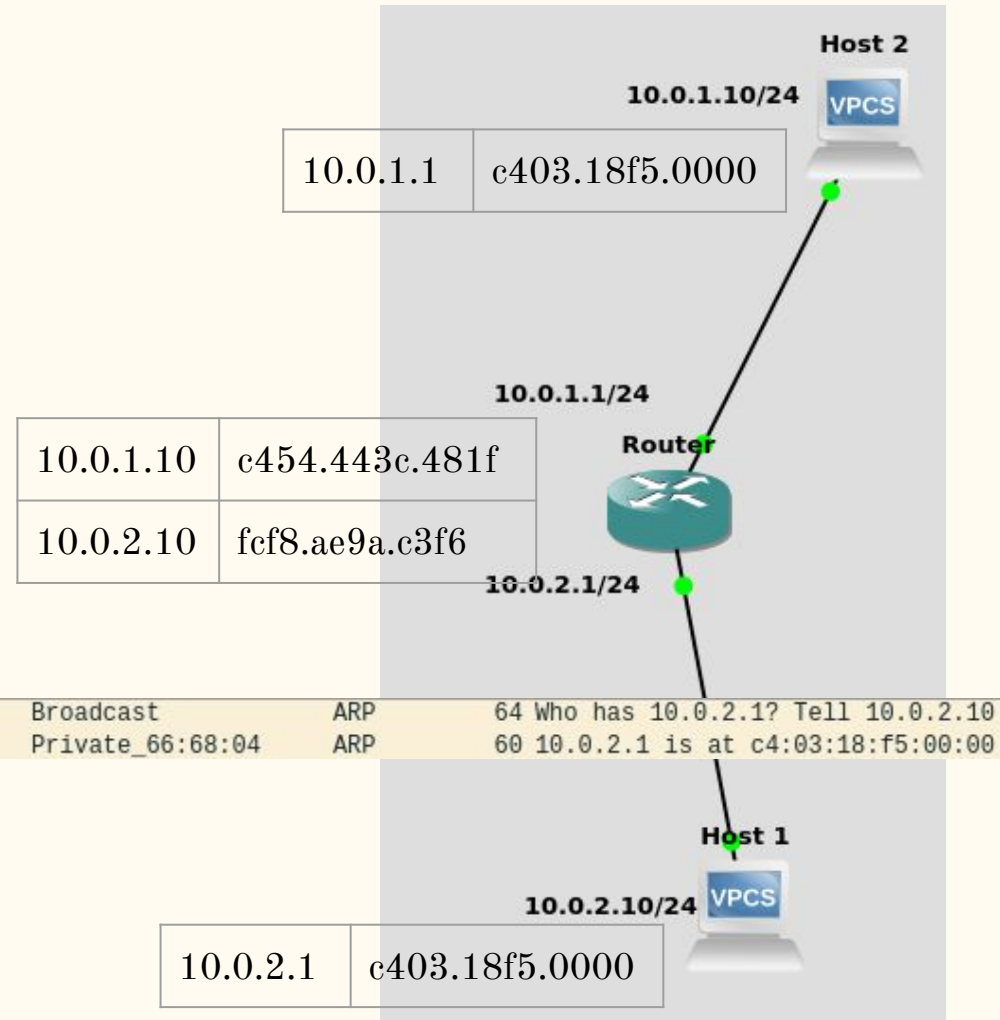 Host 2
10.0.1.10/24
VPCS
10.0.1.1 c403.18f5.0000
10.0.1.1/24
Router
10.0.1.10 c454.443c.481f
10.0.2.10 fcf8.ae9a.c3f6
10.0.2.1/24
Broadcast ARP 64 Who has 10.0.2.1? Tell 10.0.2.10
Private_66:68:04 ARP 60 10.0.2.1 is at c4:03:18:f5:00:00
Host 1
10.0.2.10/24
VPCS
10.0.2.1 c403.18f5.0000